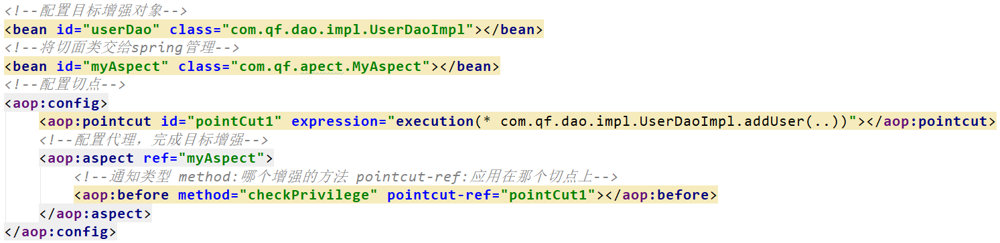 <!--配置目标增强对象-->
<bean id="userDao" class="com.qf.dao.impl.UserDaoImpl"></bean>
<!--将切面类交给spring管理-->
<bean id="myAspect" class="com.qf.apect.MyAspect"></bean>
<!--配置切点-->
<aop:config>
    <aop:pointcut id="pointCut1" expression="execution(* com.qf.dao.impl.UserDaoImpl.addUser(..))"></aop:pointcut>
    <!--配置代理，完成目标增强-->
    <aop:aspect ref="myAspect">
        <!--通知类型 method:哪个增强的方法 pointcut-ref:应用在那个切点上-->
        <aop:before method="checkPrivilege" pointcut-ref="pointCut1"></aop:before>
    </aop:aspect>
</aop:config>